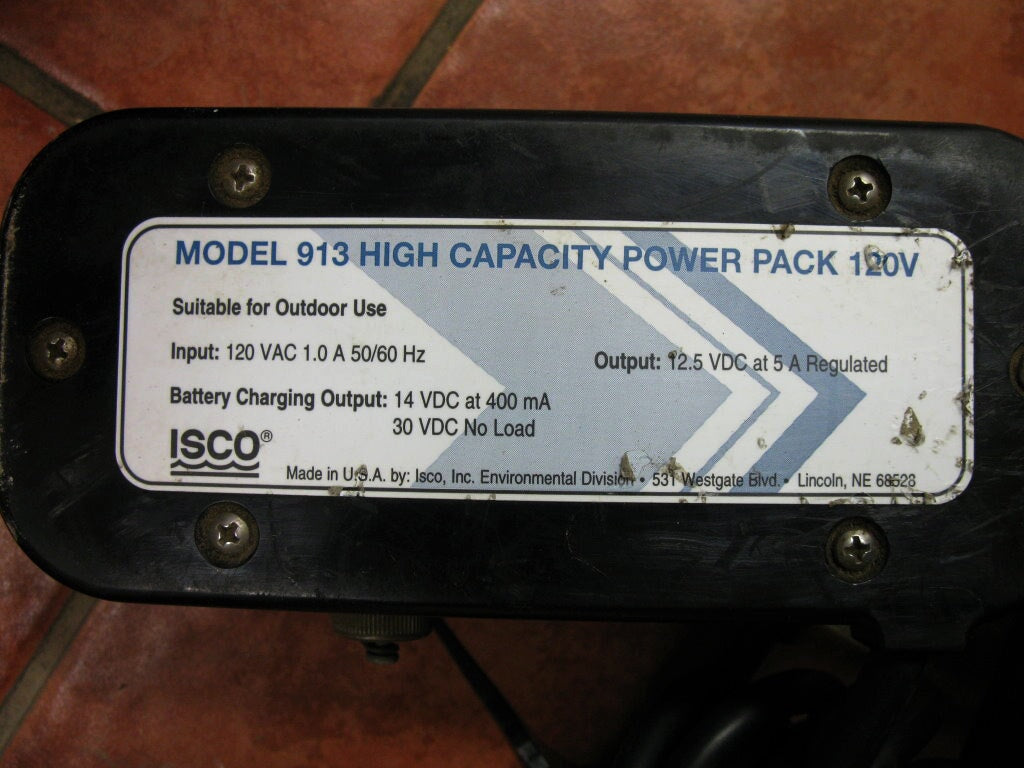 MODEL 913 HIGH CAPACITY POWER PACK 120V
Suitable for Outdoor Use
Input: 120 VAC 1.0 A 50/60 Hz
Output: 12.5 VDC at 5 A Regulated
Battery Charging Output: 14 VDC at 400 mA
30 VDC No Load
ISCO®
Made in U.S.A. by: Isco, Inc. Environmental Division • 531 Westgate Blvd. • Lincoln, NE 68528